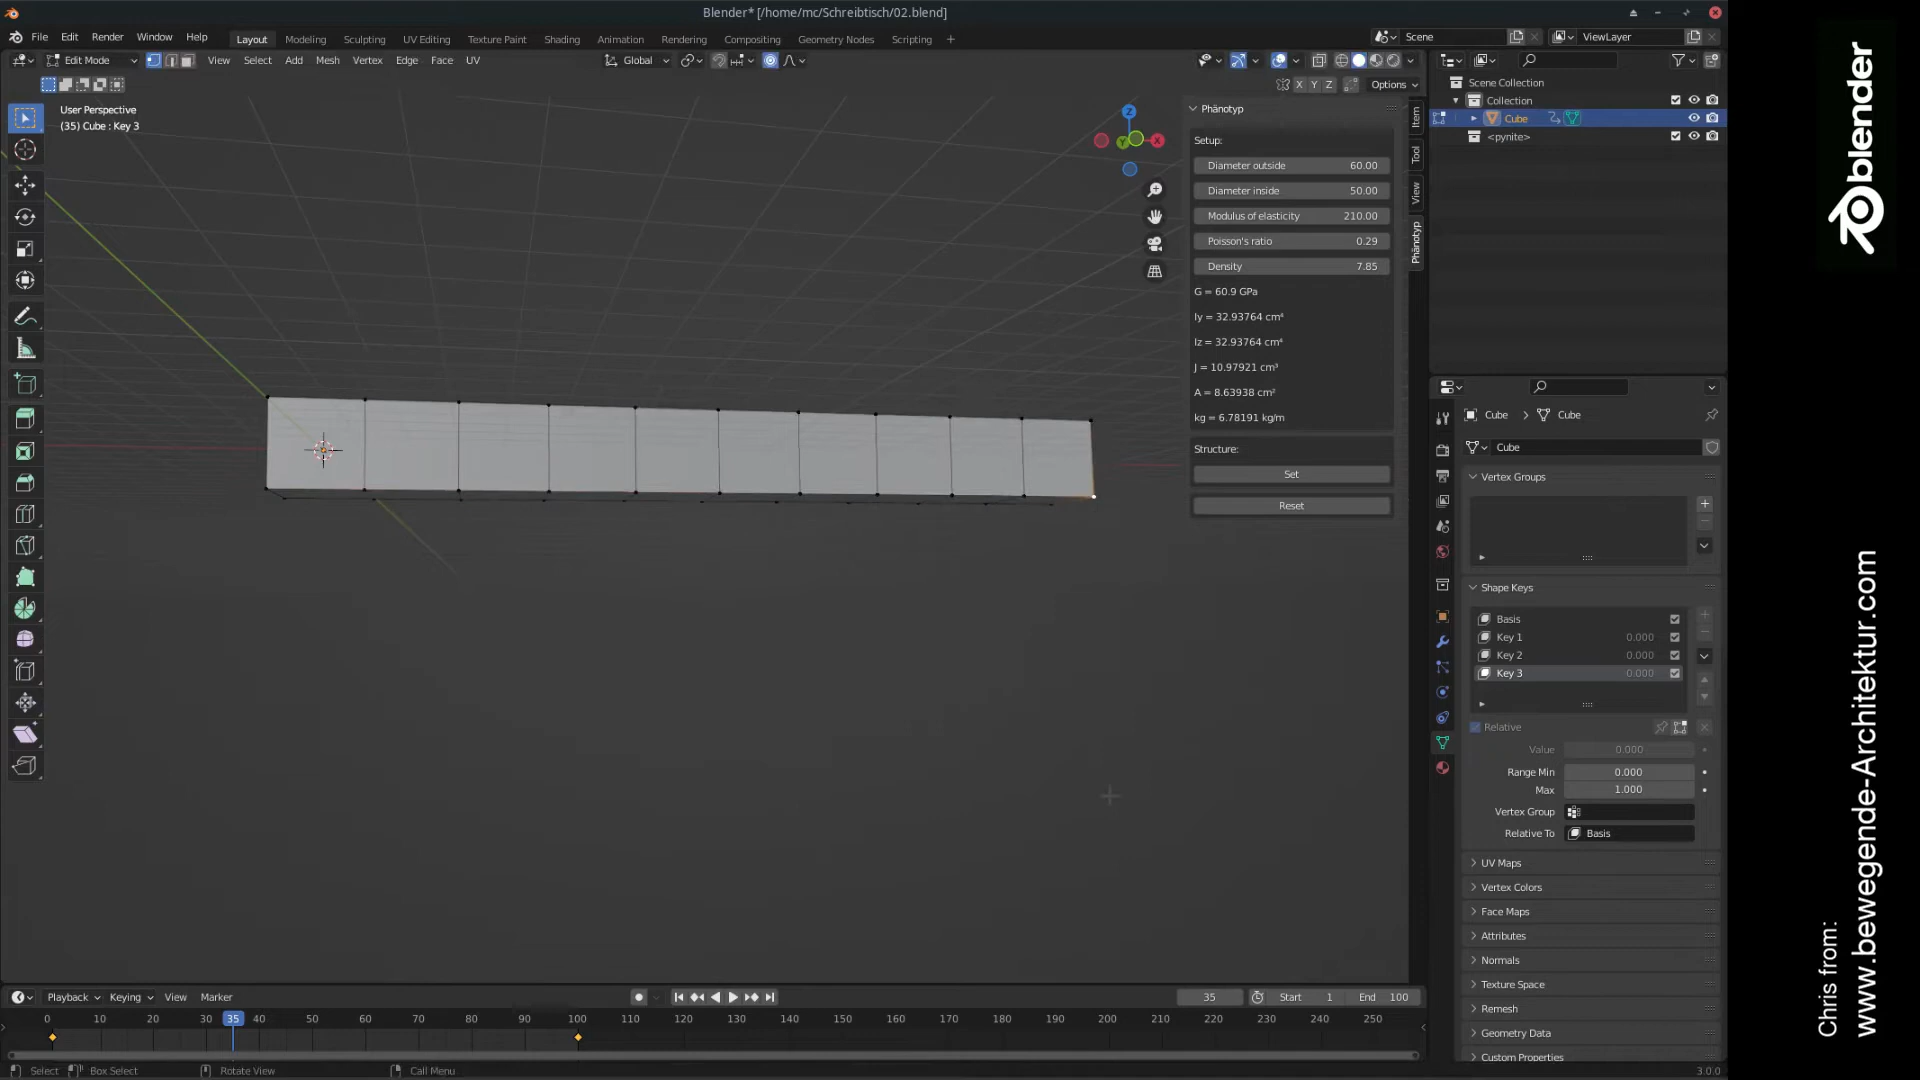 Blender* [/home/mc/Schreibtisch/02.blend]
File Edit Render Window Help
Layout Modeling Sculpting UV Editing Texture Paint Shading Animation Rendering Compositing Geometry Nodes Scripting +
Scene
ViewLayer
Edit Mode
View Select Add Mesh Vertex Edge Face UV
Global
X Y Z
Options
User Perspective
(35) Cube : Key 3
Z
X
Y
Phänotyp
Setup:
Diameter outside 60.00
Diameter inside 50.00
Modulus of elasticity 210.00
Poisson's ratio 0.29
Density 7.85
G = 60.9 GPa
Iy = 32.93764 cm⁴
Iz = 32.93764 cm⁴
J = 10.97921 cm³
A = 8.63938 cm²
kg = 6.78191 kg/m
Structure:
Set
Reset
Item
Tool
View
Phänotyp
Scene Collection
Collection
Cube
<pynite>
Cube
Cube
Cube
Vertex Groups
Shape Keys
Basis
Key 1 0.000
Key 2 0.000
Key 3 0.000
Relative
Value 0.000
Range Min 0.000
Max 1.000
Vertex Group
Relative To Basis
UV Maps
Vertex Colors
Face Maps
Attributes
Normals
Texture Space
Remesh
Geometry Data
Custom Properties
Playback Keying View Marker
35
Start 1
End 100
0 10 20 30 35 40 50 60 70 80 90 100 110 120 130 140 150 160 170 180 190 200 210 220 230 240 250
Select
Box Select
Rotate View
Call Menu
3.0.0
blender
Chris from:
www.bewegende-Architektur.com